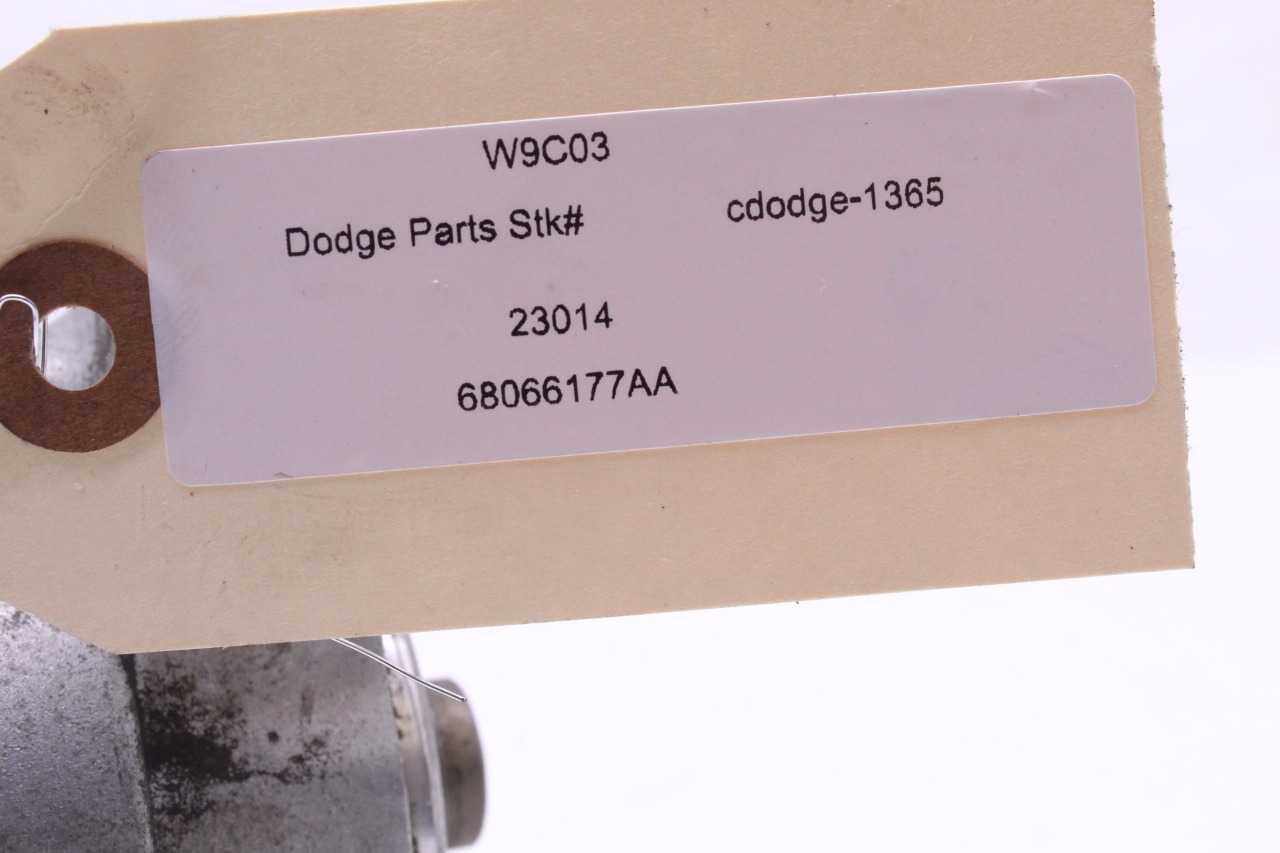 W9C03
Dodge Parts Stk# cdodge-1365
23014
68066177AA